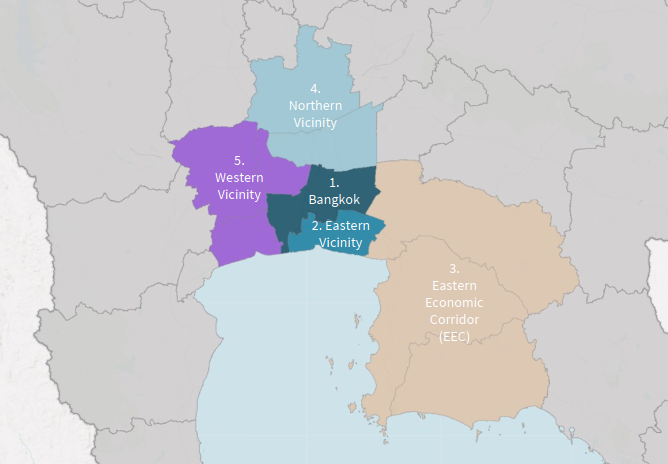 4.
Northern
Vicinity
5.
Western
Vicinity
1.
Bangkok
2. Eastern
Vicinity
3.
Eastern
Economic
Corridor
(EEC)